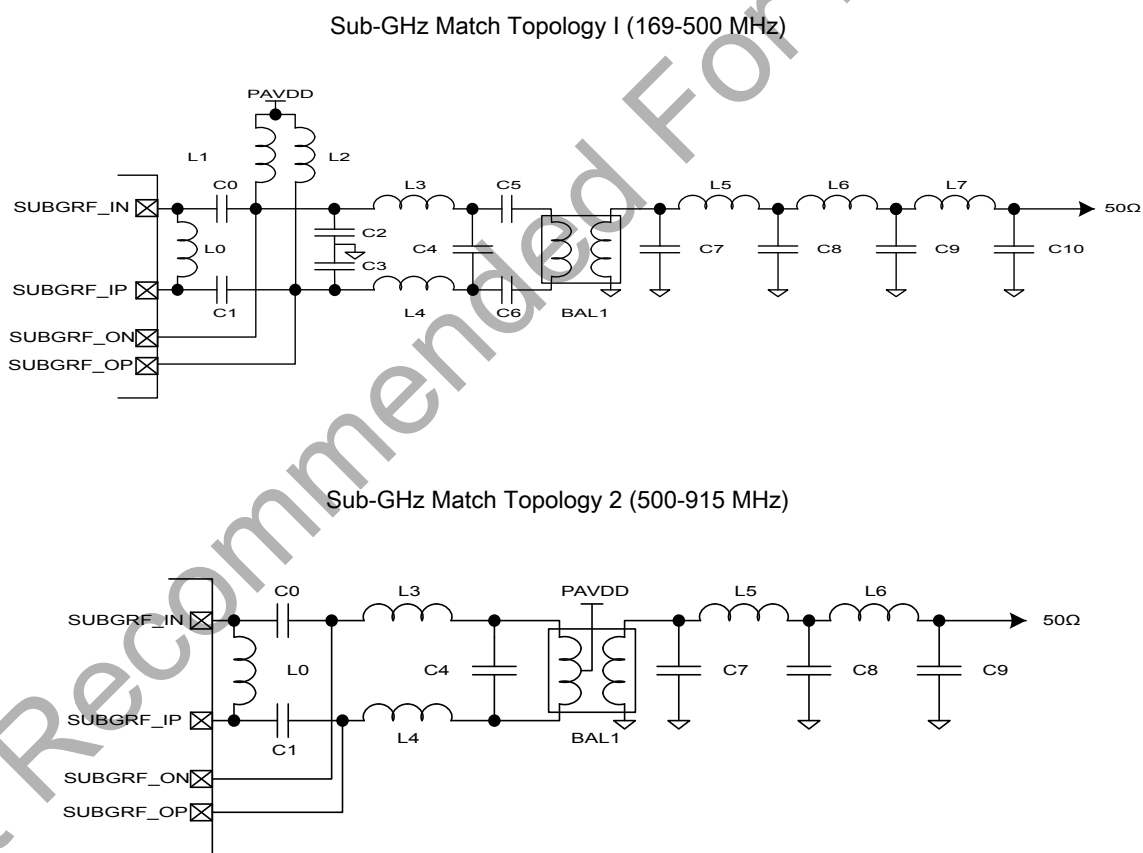 Sub-GHz Match Topology I (169-500 MHz)
PAVDD
L1
L2
C0
L3
C5
L5
L6
L7
SUBGRF_IN
50Ω
L0
C2
C4
C7
C8
C9
C10
C3
SUBGRF_IP
C1
L4
C6
BAL1
SUBGRF_ON
SUBGRF_OP
Sub-GHz Match Topology 2 (500-915 MHz)
C0
L3
PAVDD
L5
L6
SUBGRF_IN
50Ω
L0
C4
C7
C8
C9
SUBGRF_IP
C1
L4
BAL1
SUBGRF_ON
SUBGRF_OP
Recommended For